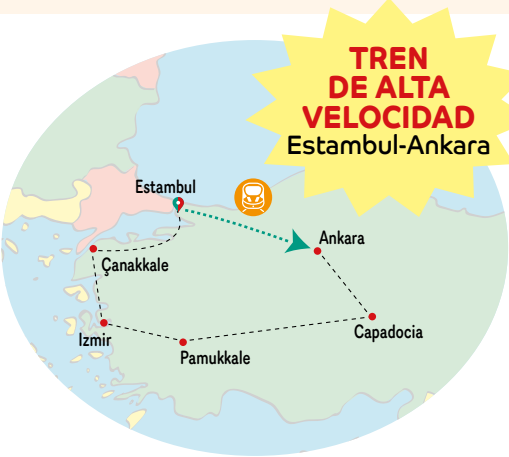 TREN
DE ALTA
VELOCIDAD
Estambul-Ankara
Estambul
Ankara
Çanakkale
Izmir
Capadocia
Pamukkale